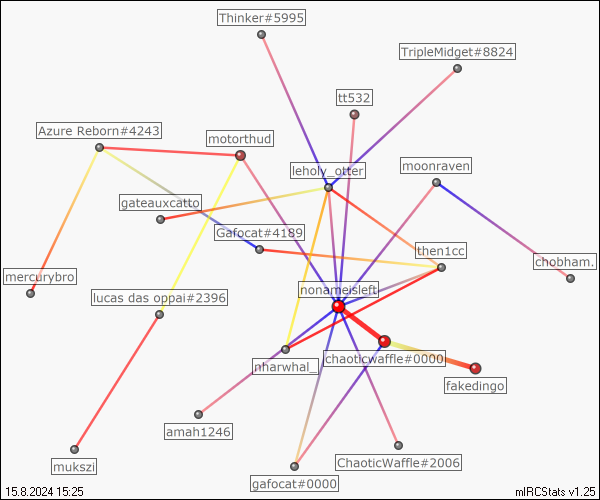 Thinker#5995
TripleMidget#8824
tt532
Azure Reborn#4243
motorthud
leholy_otter
moonraven
gateauxcatto
Gafocat#4189
then1cc
chobham.
mercurybro
nonameisleft
lucas das oppai#2396
nharwhal_
chaoticwaffle#0000
fakedingo
amah1246
ChaoticWaffle#2006
mukszi
gafocat#0000
15.8.2024 15:25
mIRCStats v1.25